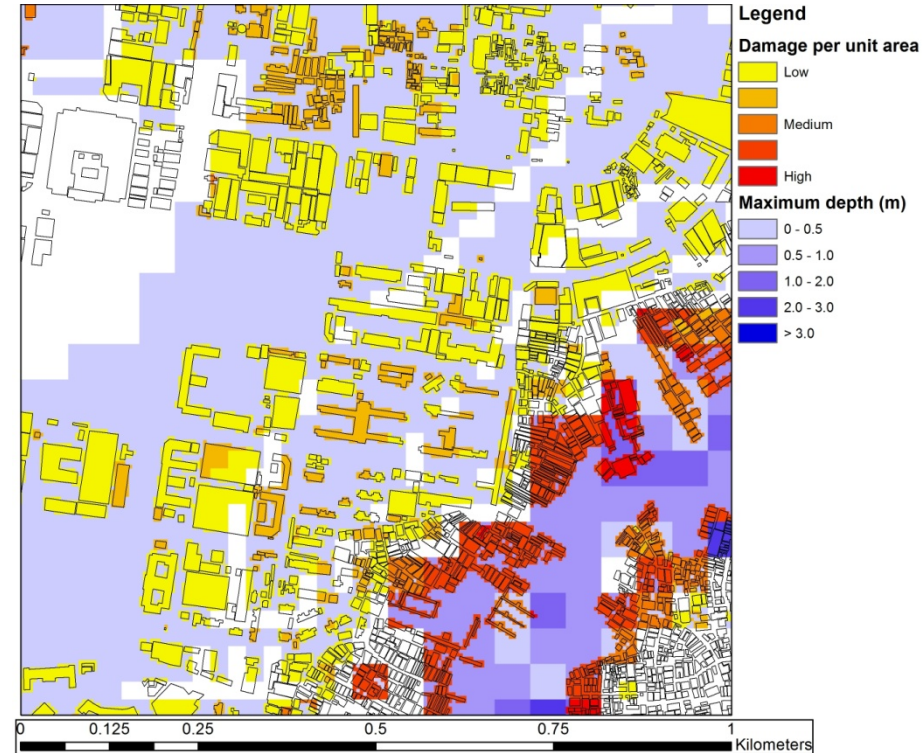 Legend
Damage per unit area
Low
Medium
High
Maximum depth (m)
0 - 0.5
0.5 - 1.0
1.0 - 2.0
2.0 - 3.0
> 3.0
0 0.125 0.25 0.5 0.75 1
Kilometers